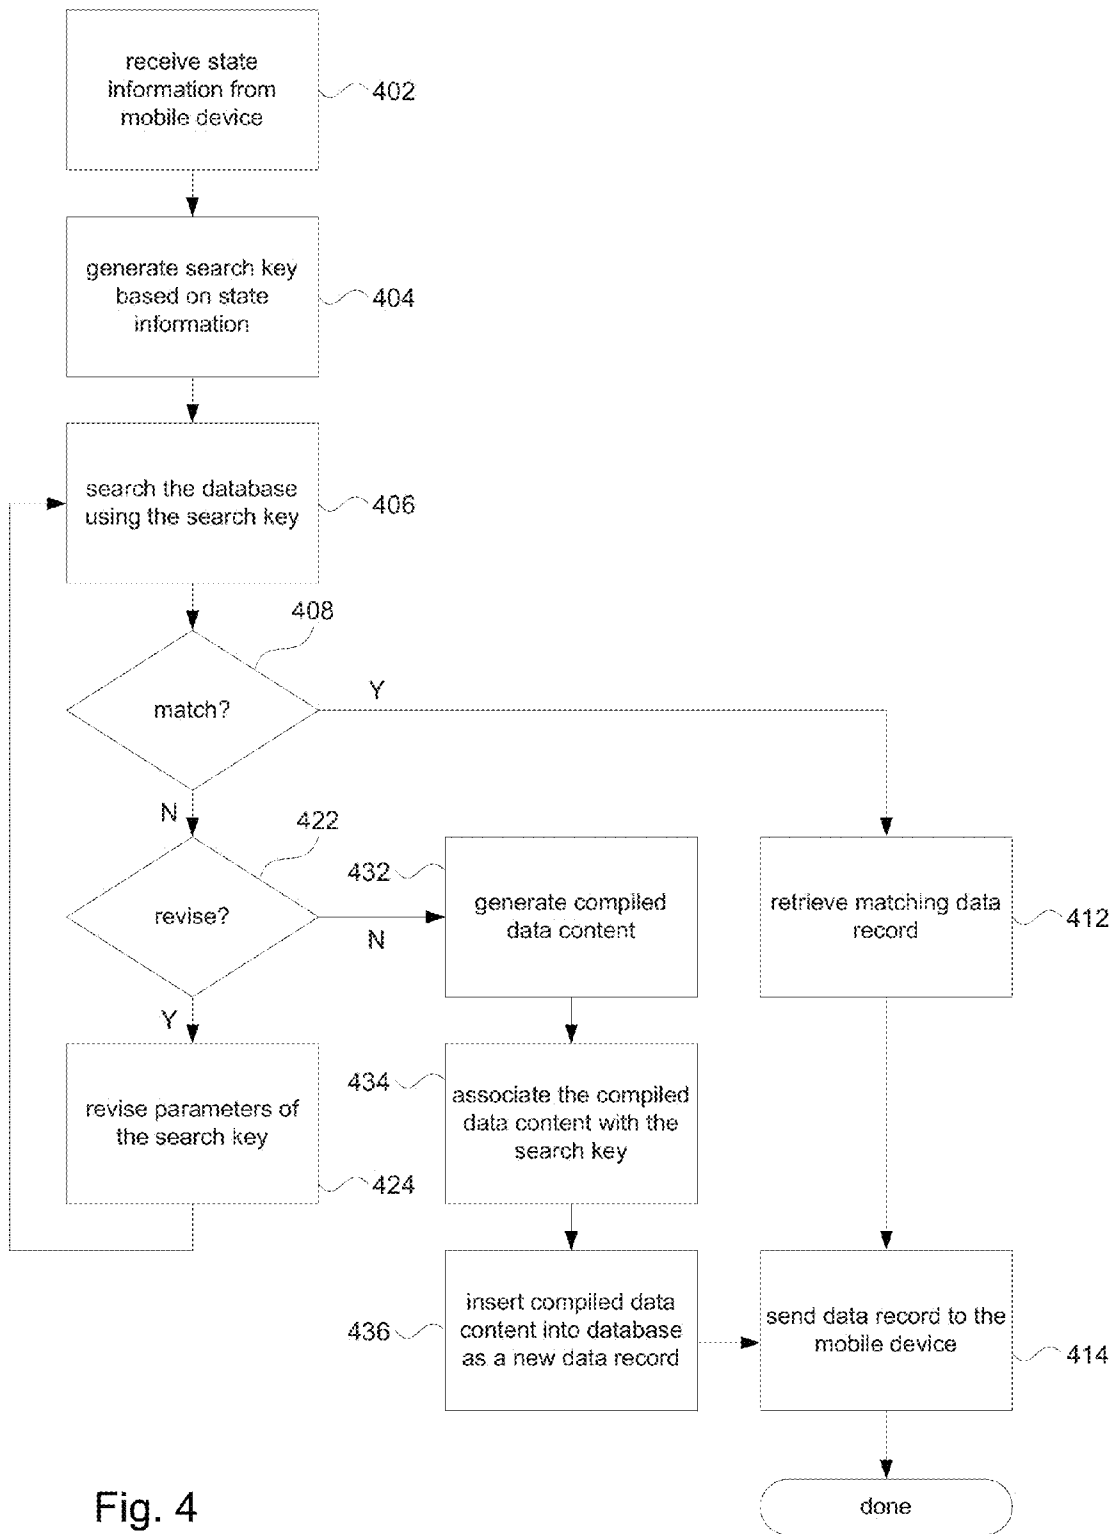 receive state
information from
mobile device
402
generate search key
based on state
information
404
search the database
using the search key
406
408
match?
Y
N
422
revise?
N
Y
432
generate compiled
data content
retrieve matching data
record
412
revise parameters of
the search key
424
434
associate the compiled
data content with the
search key
436
insert compiled data
content into database
as a new data record
send data record to the
mobile device
414
done
Fig. 4